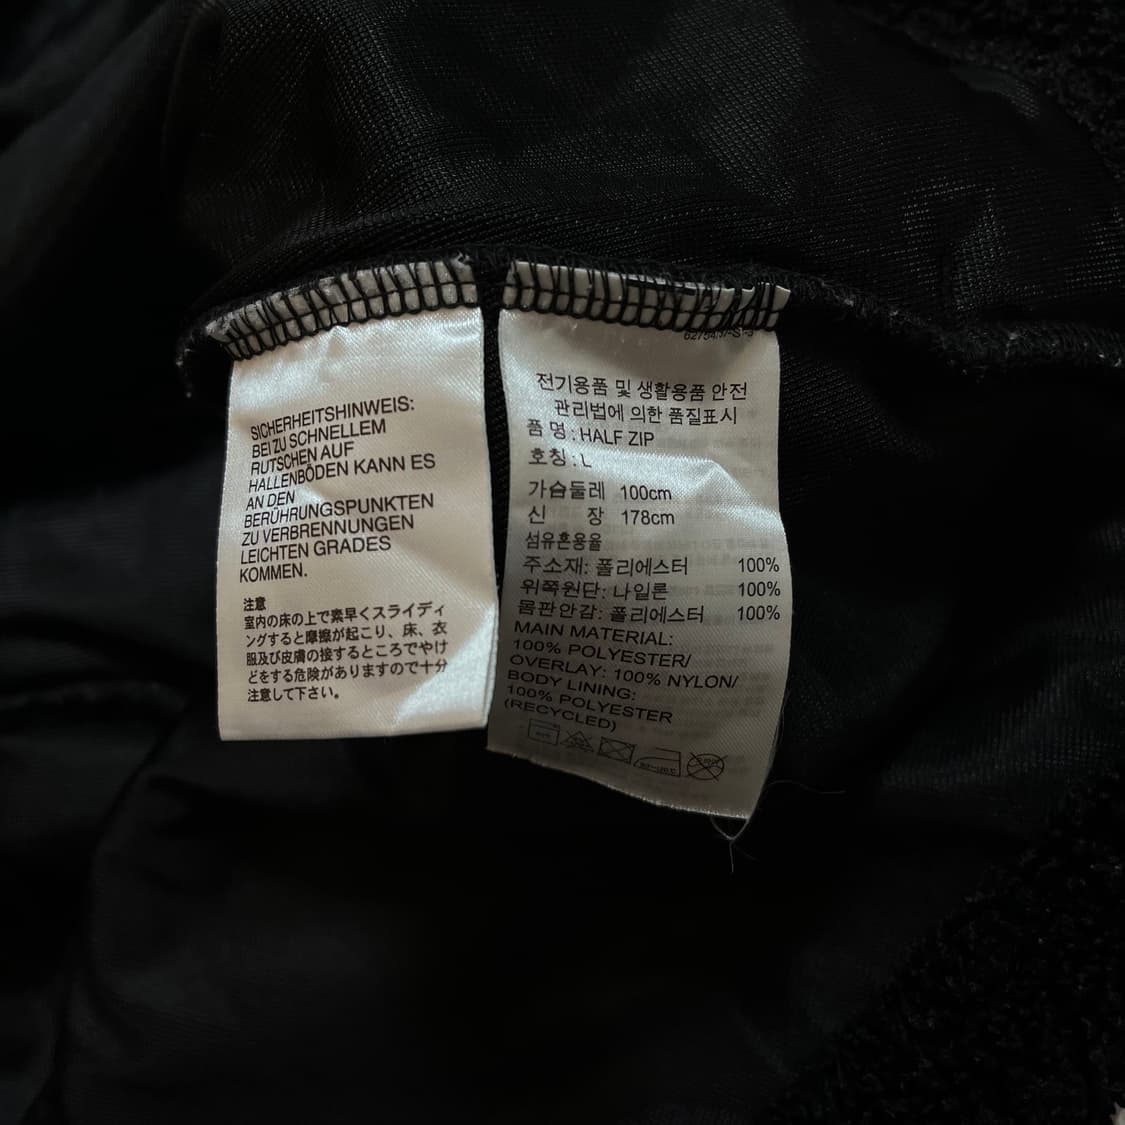 SICHERHEITSHINWEIS:
BEI ZU SCHNELLEM
RUTSCHEN AUF
HALLENBÖDEN KANN ES
AN DEN
BERÜHRUNGSPUNKTEN
ZU VERBRENNUNGEN
LEICHTEN GRADES
KOMMEN.
注意
室内の床の上で素早くスライディ
ングすると摩擦が起こり、床、衣
服及び皮膚の接するところでやけ
どをする危険がありますので十分
注意して下さい。
전기용품 및 생활용품 안전
관리법에 의한 품질표시
품 명 : HALF ZIP
호칭 : L
가슴둘레 100cm
신 장 178cm
섬유혼용율
주소재: 폴리에스터 100%
위쪽원단: 나일론 100%
몸판안감: 폴리에스터 100%
MAIN MATERIAL:
100% POLYESTER/
OVERLAY: 100% NYLON/
BODY LINING:
100% POLYESTER
(RECYCLED)